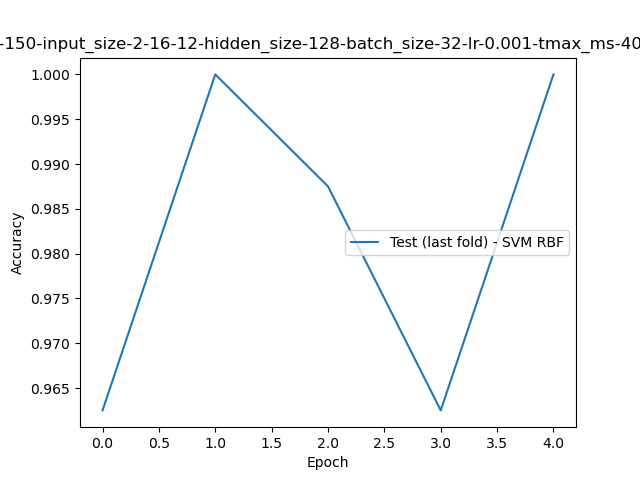 -150-input_size-2-16-12-hidden_size-128-batch_size-32-lr-0.001-tmax_ms-40
1.000
0.995
0.990
0.985
0.980
0.975
0.970
0.965
Accuracy
Test (last fold) - SVM RBF
0.0 0.5 1.0 1.5 2.0 2.5 3.0 3.5 4.0
Epoch